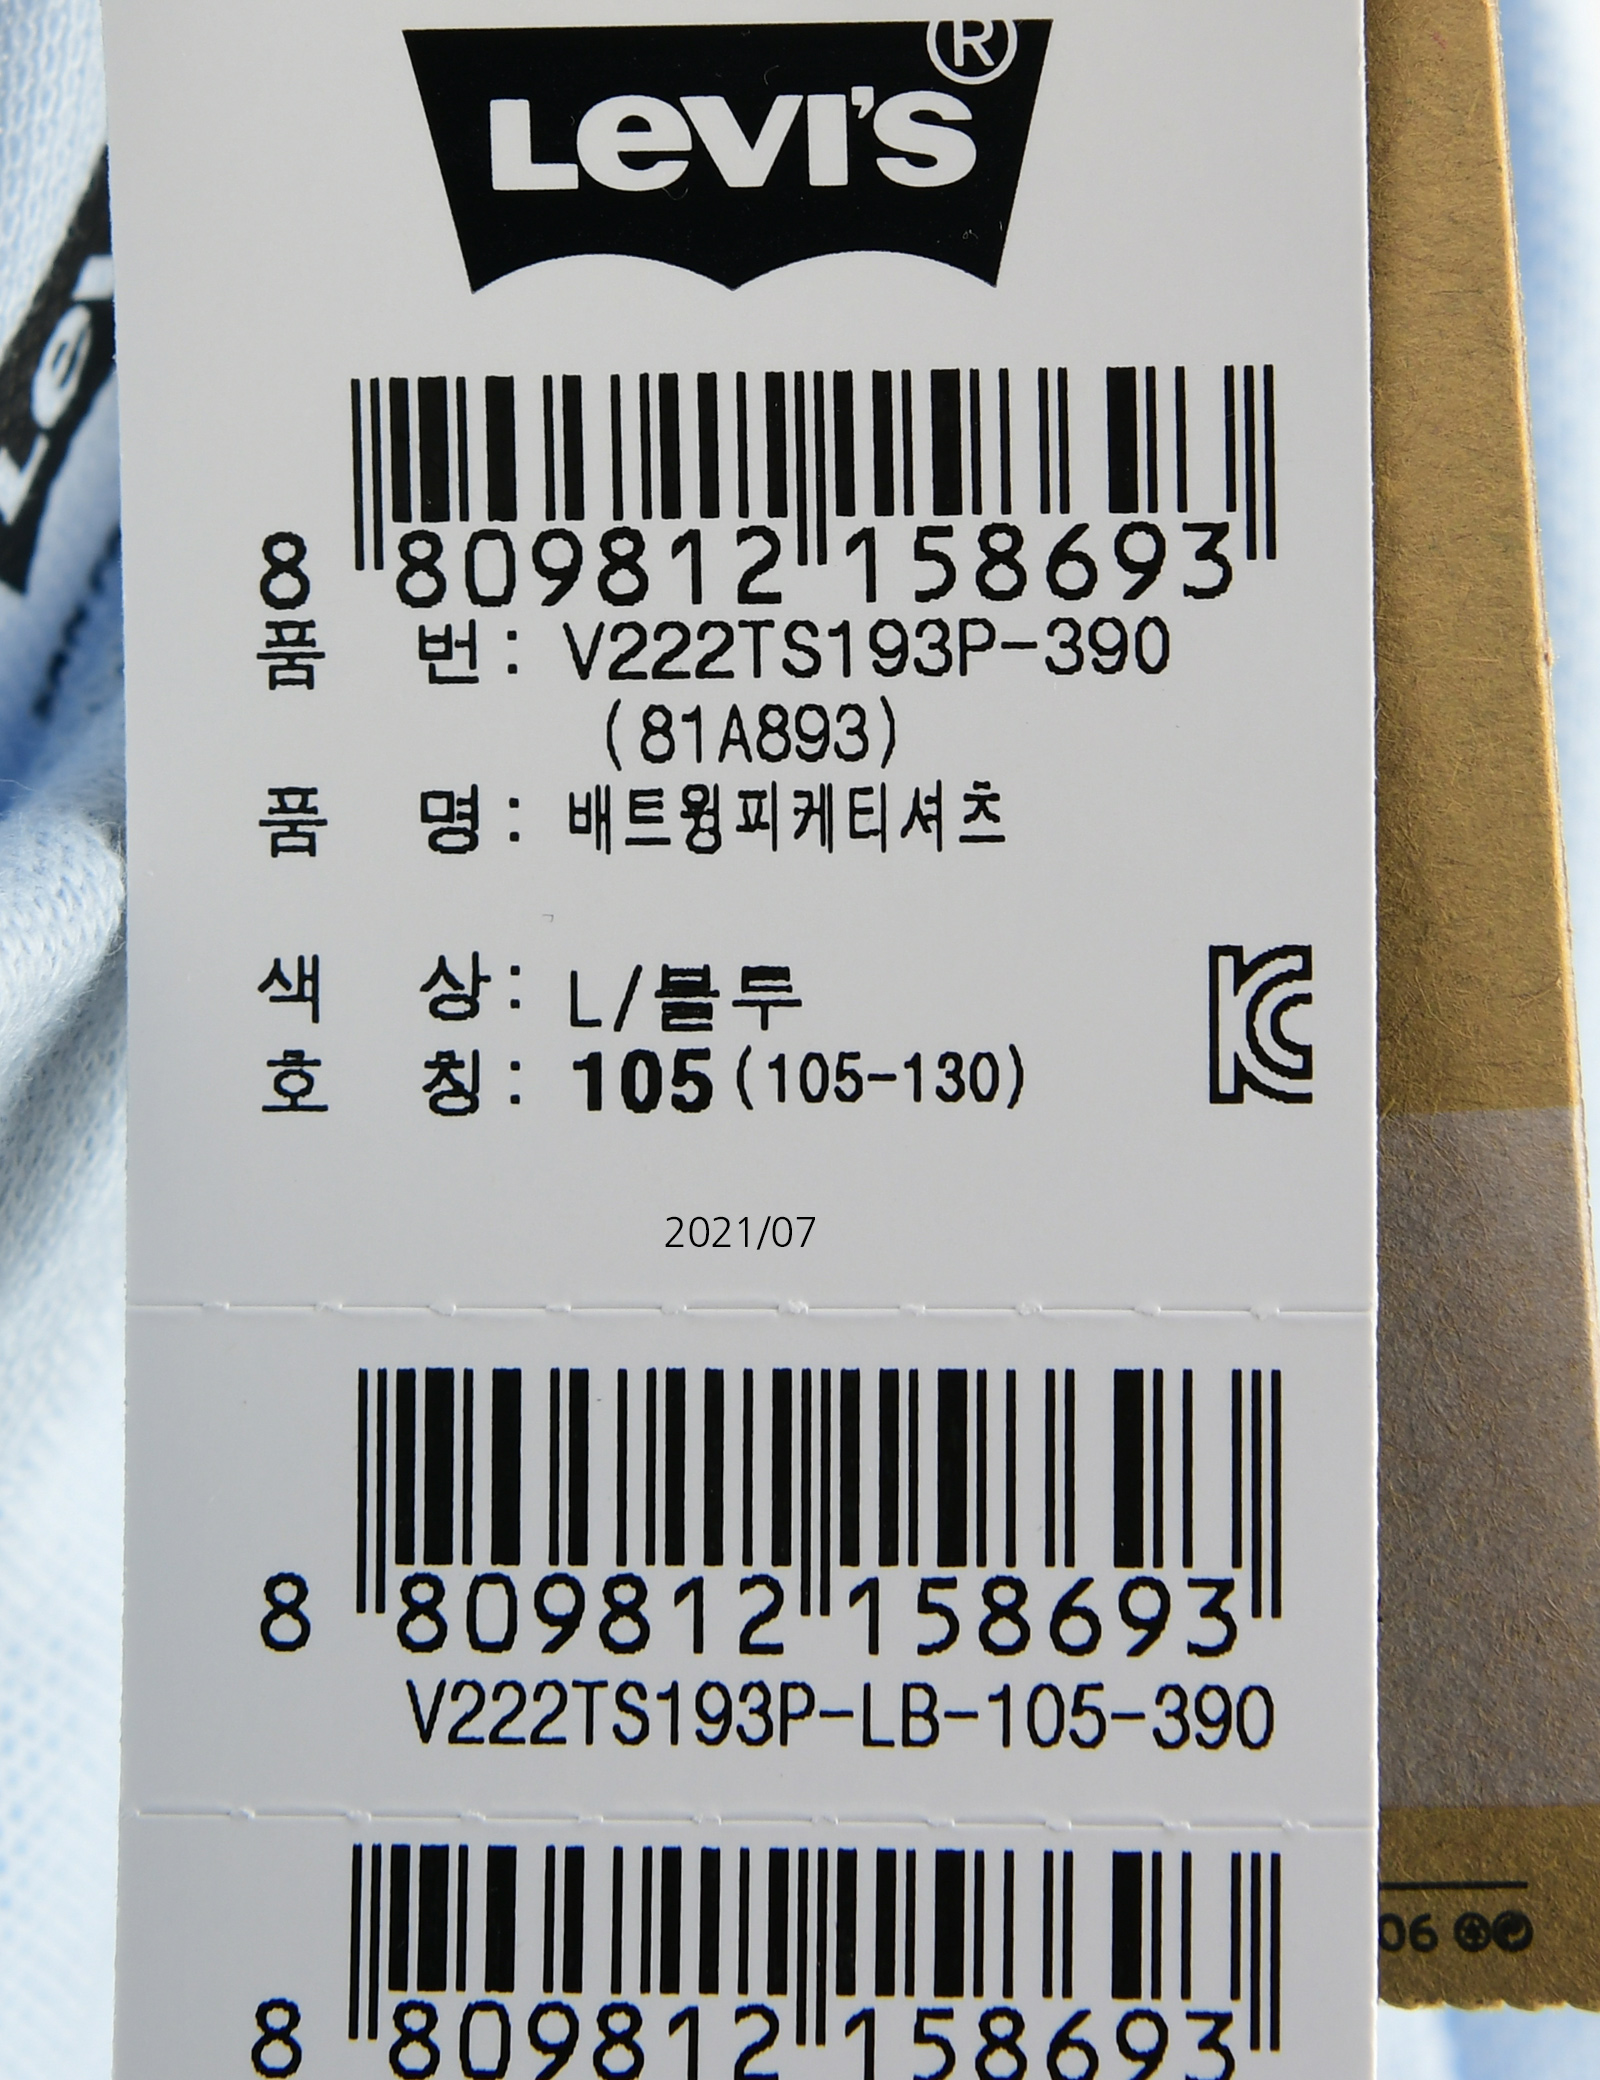 LEVI'S ®
8 809812 158693
품 번: V222TS193P-390
(81A893)
품 명: 배트윙피케티셔츠
색 상: L/블루
호 칭: 105 (105-130)
2021/07
8 809812 158693
V222TS193P-LB-105-390
06
8 809812 158693